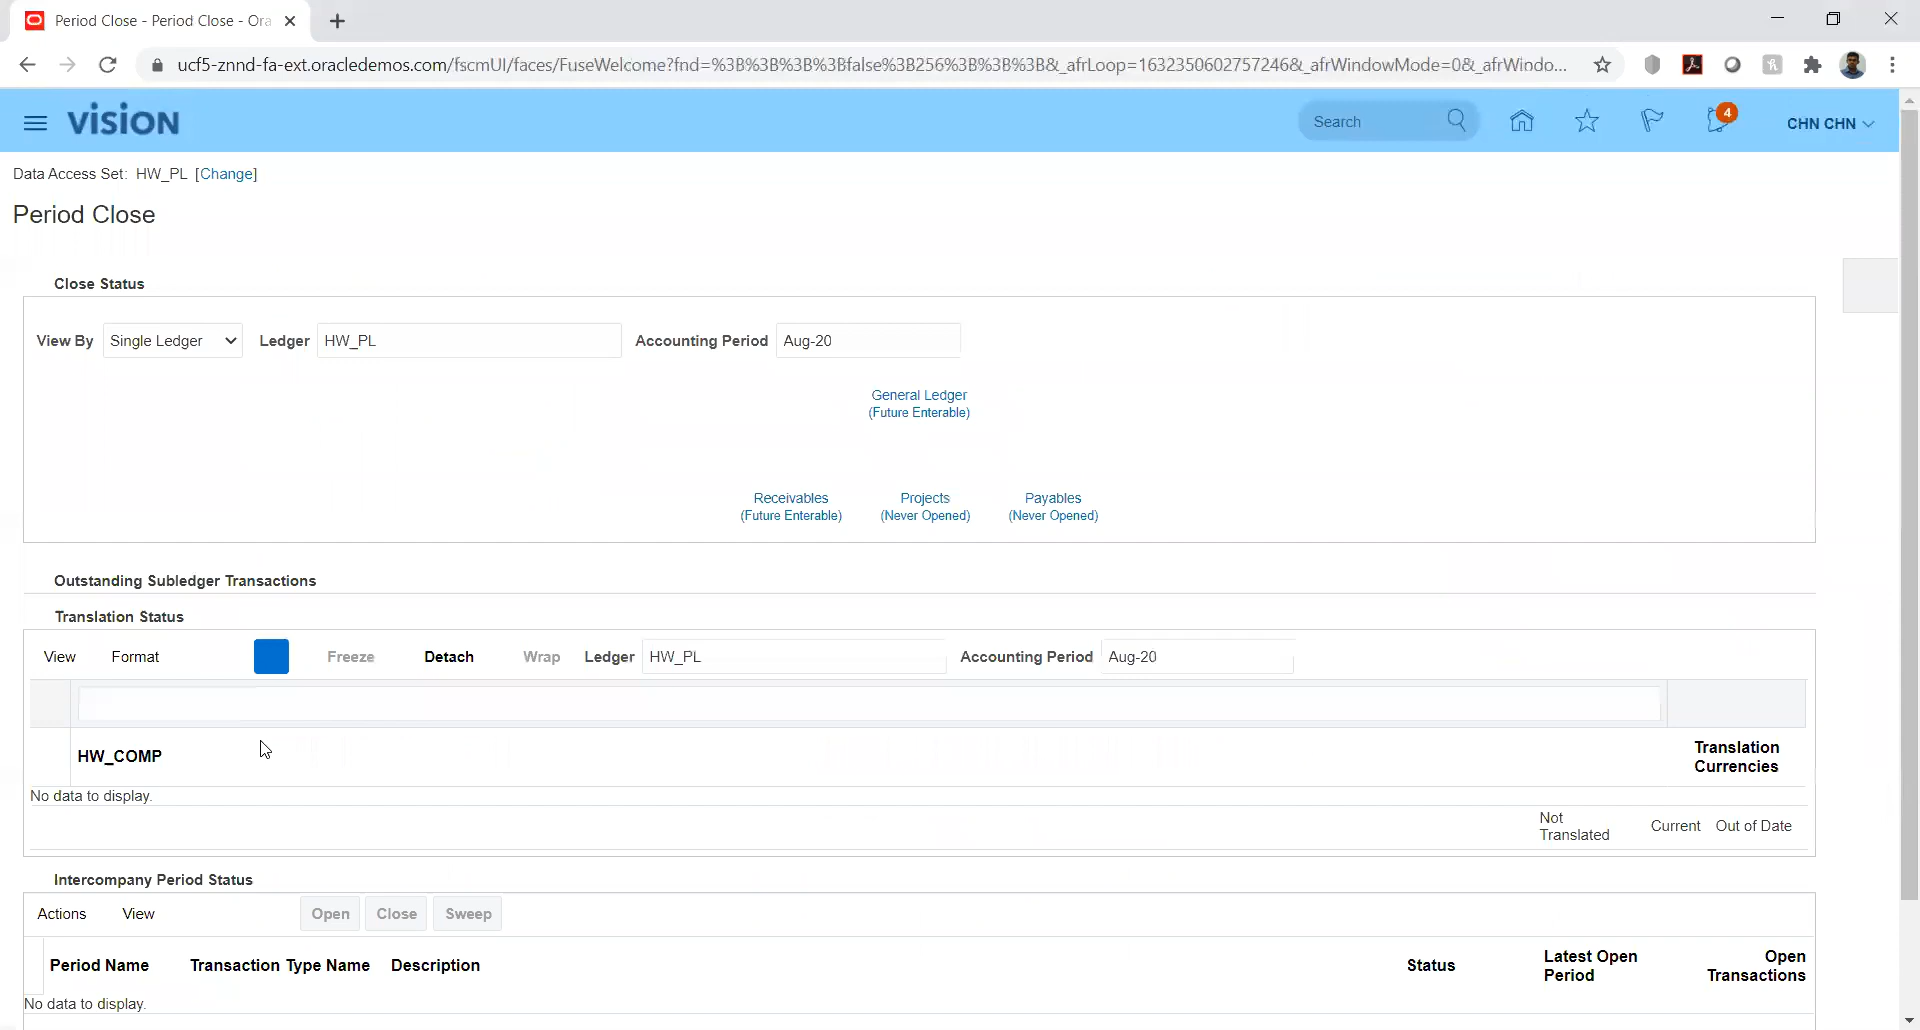 Period Close - Period Close - Ora
ucf5-znnd-fa-ext.oracledemos.com/fscmUI/faces/FuseWelcome?fnd=%3B%3B%3B%3Bfalse%3B256%3B%3B%3B&_afrLoop=1632350602757246&_afrWindowMode=0&_afrWindo...
vision
Search
4
CHN CHN
Data Access Set: HW_PL [Change]
Period Close
Close Status
View By Single Ledger Ledger HW_PL Accounting Period Aug-20
General Ledger
(Future Enterable)
Receivables Projects Payables
(Future Enterable) (Never Opened) (Never Opened)
Outstanding Subledger Transactions
Translation Status
View Format Freeze Detach Wrap Ledger HW_PL Accounting Period Aug-20
HW_COMP
Translation
Currencies
No data to display.
Not
Translated
Current Out of Date
Intercompany Period Status
Actions View Open Close Sweep
Period Name Transaction Type Name Description Status
Latest Open
Period
Open
Transactions
No data to display.